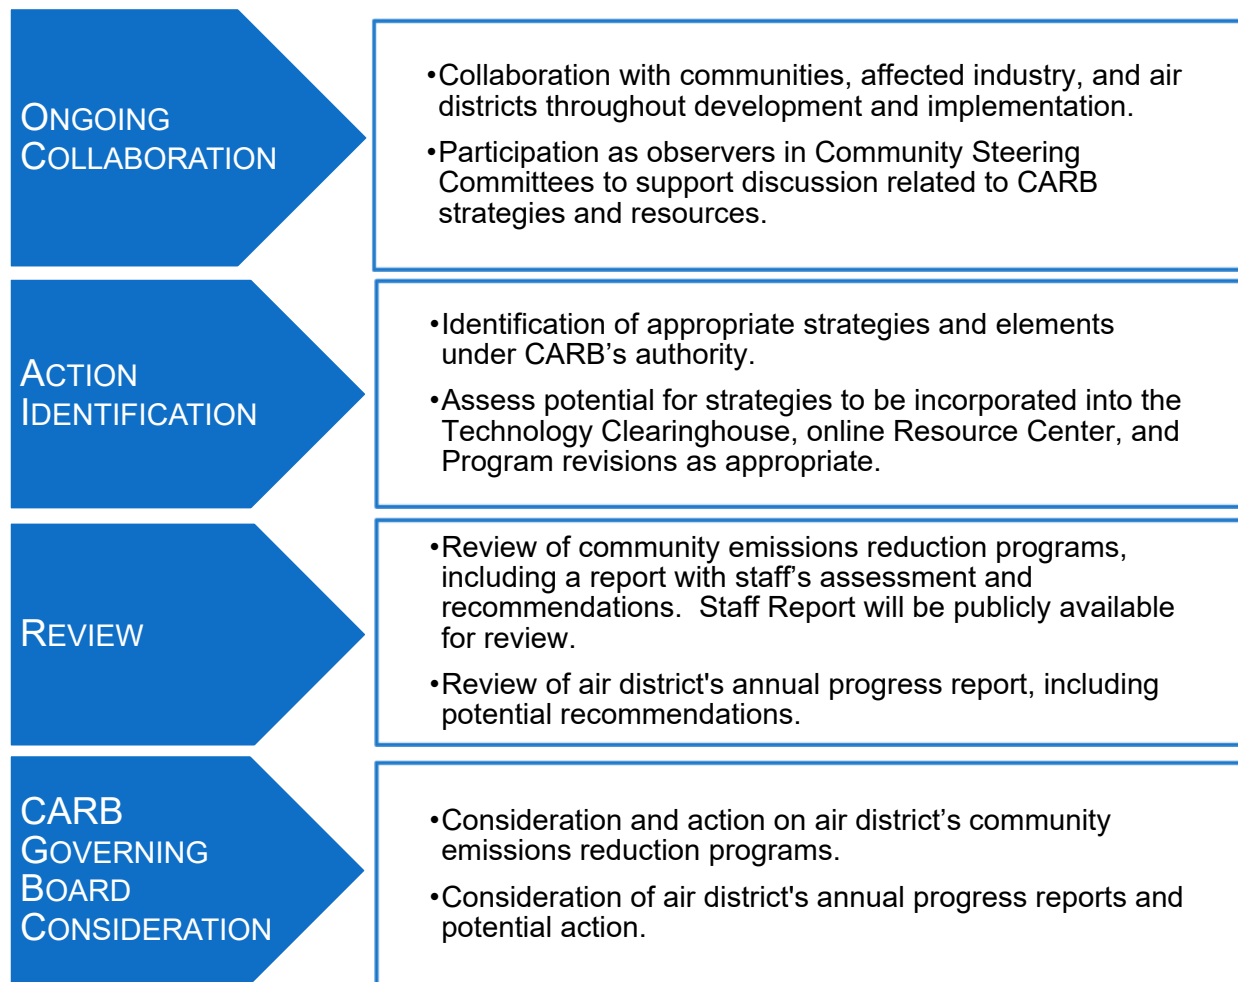 ONGOING
COLLABORATION
•Collaboration with communities, affected industry, and air
districts throughout development and implementation.
•Participation as observers in Community Steering
Committees to support discussion related to CARB
strategies and resources.
ACTION
IDENTIFICATION
•Identification of appropriate strategies and elements
under CARB’s authority.
•Assess potential for strategies to be incorporated into the
Technology Clearinghouse, online Resource Center, and
Program revisions as appropriate.
REVIEW
•Review of community emissions reduction programs,
including a report with staff’s assessment and
recommendations.  Staff Report will be publicly available
for review.
•Review of air district's annual progress report, including
potential recommendations.
CARB
GOVERNING
BOARD
CONSIDERATION
•Consideration and action on air district’s community
emissions reduction programs.
•Consideration of air district's annual progress reports and
potential action.